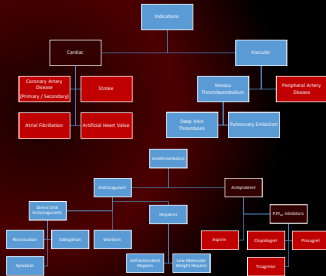 Indications
Cardiac
Vascular
Coronary Artery
Disease
(Primary / Secondary)
Stroke
Venous
Thromboembolism
Peripheral Artery
Disease
Atrial Fibrillation
Artificial Heart Valve
Deep Vein
Thrombosis
Pulmonary Embolism
Antithrombotics
Anticoagulant
Antiplatelet
Direct Oral
Anticoagulants
Heparins
P2Y₁₂ Inhibitors
Rivaroxaban
Dabigatran
Warfarin
Aspirin
Clopidogrel
Prasugrel
Apixaban
Unfractionated
Heparin
Low Molecular
Weight Heparins
Ticagrelor